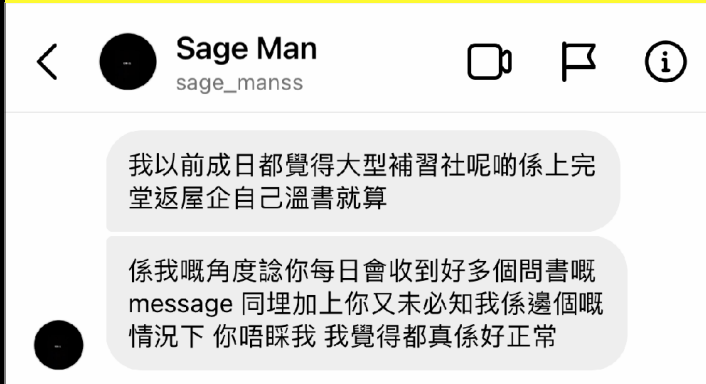 Sage Man
sage_manss
我以前成日都覺得大型補習社呢啲係上完
堂返屋企自己溫書就算
係我嘅角度諗你每日會收到好多個問書嘅
message 同埋加上你又未必知我係邊個嘅
情況下 你唔睬我 我覺得都真係好正常